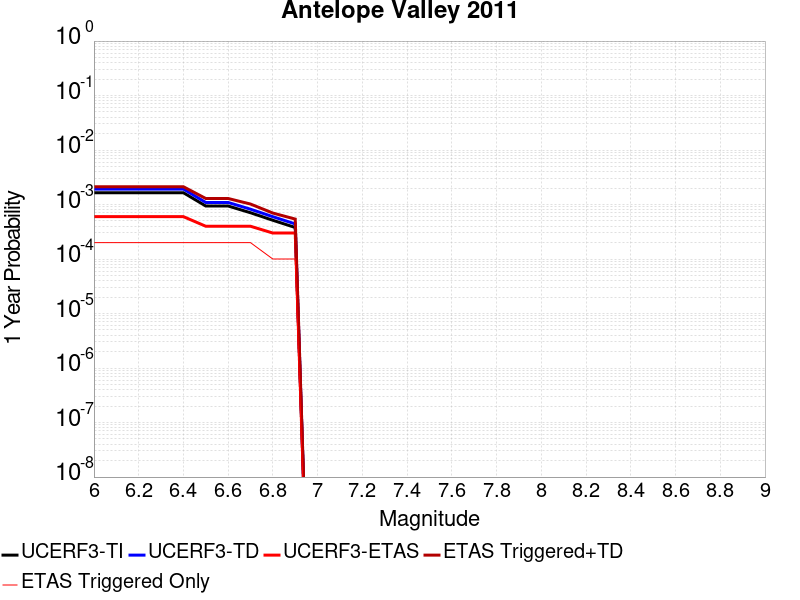 Antelope Valley 2011
1 Year Probability
10^0
10^-1
10^-2
10^-3
10^-4
10^-5
10^-6
10^-7
10^-8
6 6.2 6.4 6.6 6.8 7 7.2 7.4 7.6 7.8 8 8.2 8.4 8.6 8.8 9
Magnitude
UCERF3-TI UCERF3-TD UCERF3-ETAS ETAS Triggered+TD
ETAS Triggered Only